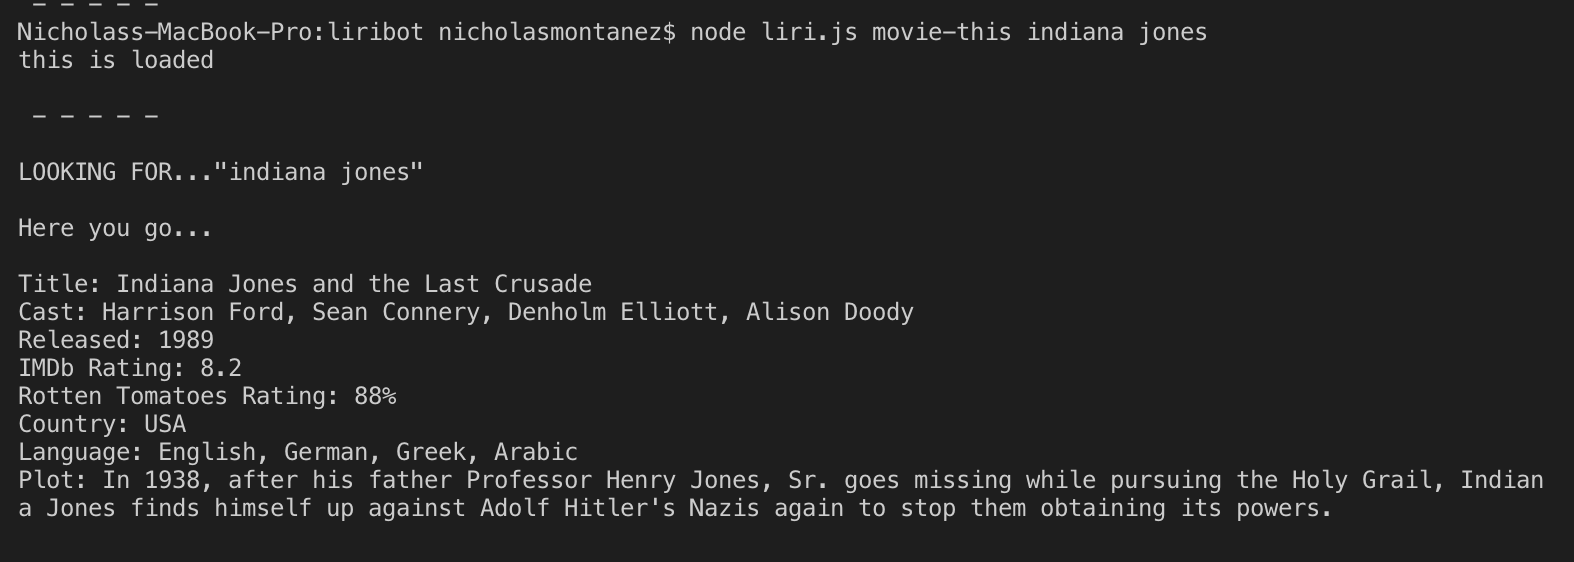 – – – – –
Nicholass-MacBook-Pro:liribot nicholasmontanez$ node liri.js movie-this indiana jones
this is loaded
– – – – –
LOOKING FOR..."indiana jones"
Here you go...
Title: Indiana Jones and the Last Crusade
Cast: Harrison Ford, Sean Connery, Denholm Elliott, Alison Doody
Released: 1989
IMDb Rating: 8.2
Rotten Tomatoes Rating: 88%
Country: USA
Language: English, German, Greek, Arabic
Plot: In 1938, after his father Professor Henry Jones, Sr. goes missing while pursuing the Holy Grail, Indian
a Jones finds himself up against Adolf Hitler's Nazis again to stop them obtaining its powers.